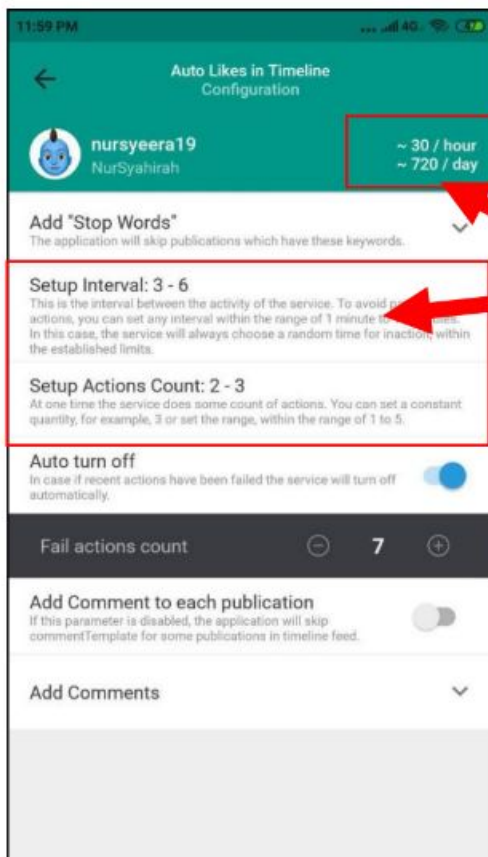 11:59 PM
... 4G
Auto Likes in Timeline
Configuration
nursyeera19
NurSyahirah
~ 30 / hour
~ 720 / day
Add "Stop Words"
The application will skip publications which have these keywords.
Setup Interval: 3 - 6
This is the interval between the activity of the service. To avoid
actions, you can set any interval within the range of 1 minute to
In this case, the service will always choose a random time for inaction, within
the established limits.
Setup Actions Count: 2 - 3
At one time the service does some count of actions. You can set a constant
quantity, for example, 3 or set the range, within the range of 1 to 5.
Auto turn off
In case if recent actions have been failed the service will turn off
automatically.
Fail actions count
7
Add Comment to each publication
If this parameter is disabled, the application will skip
commentTemplate for some publications in timeline feed.
Add Comments